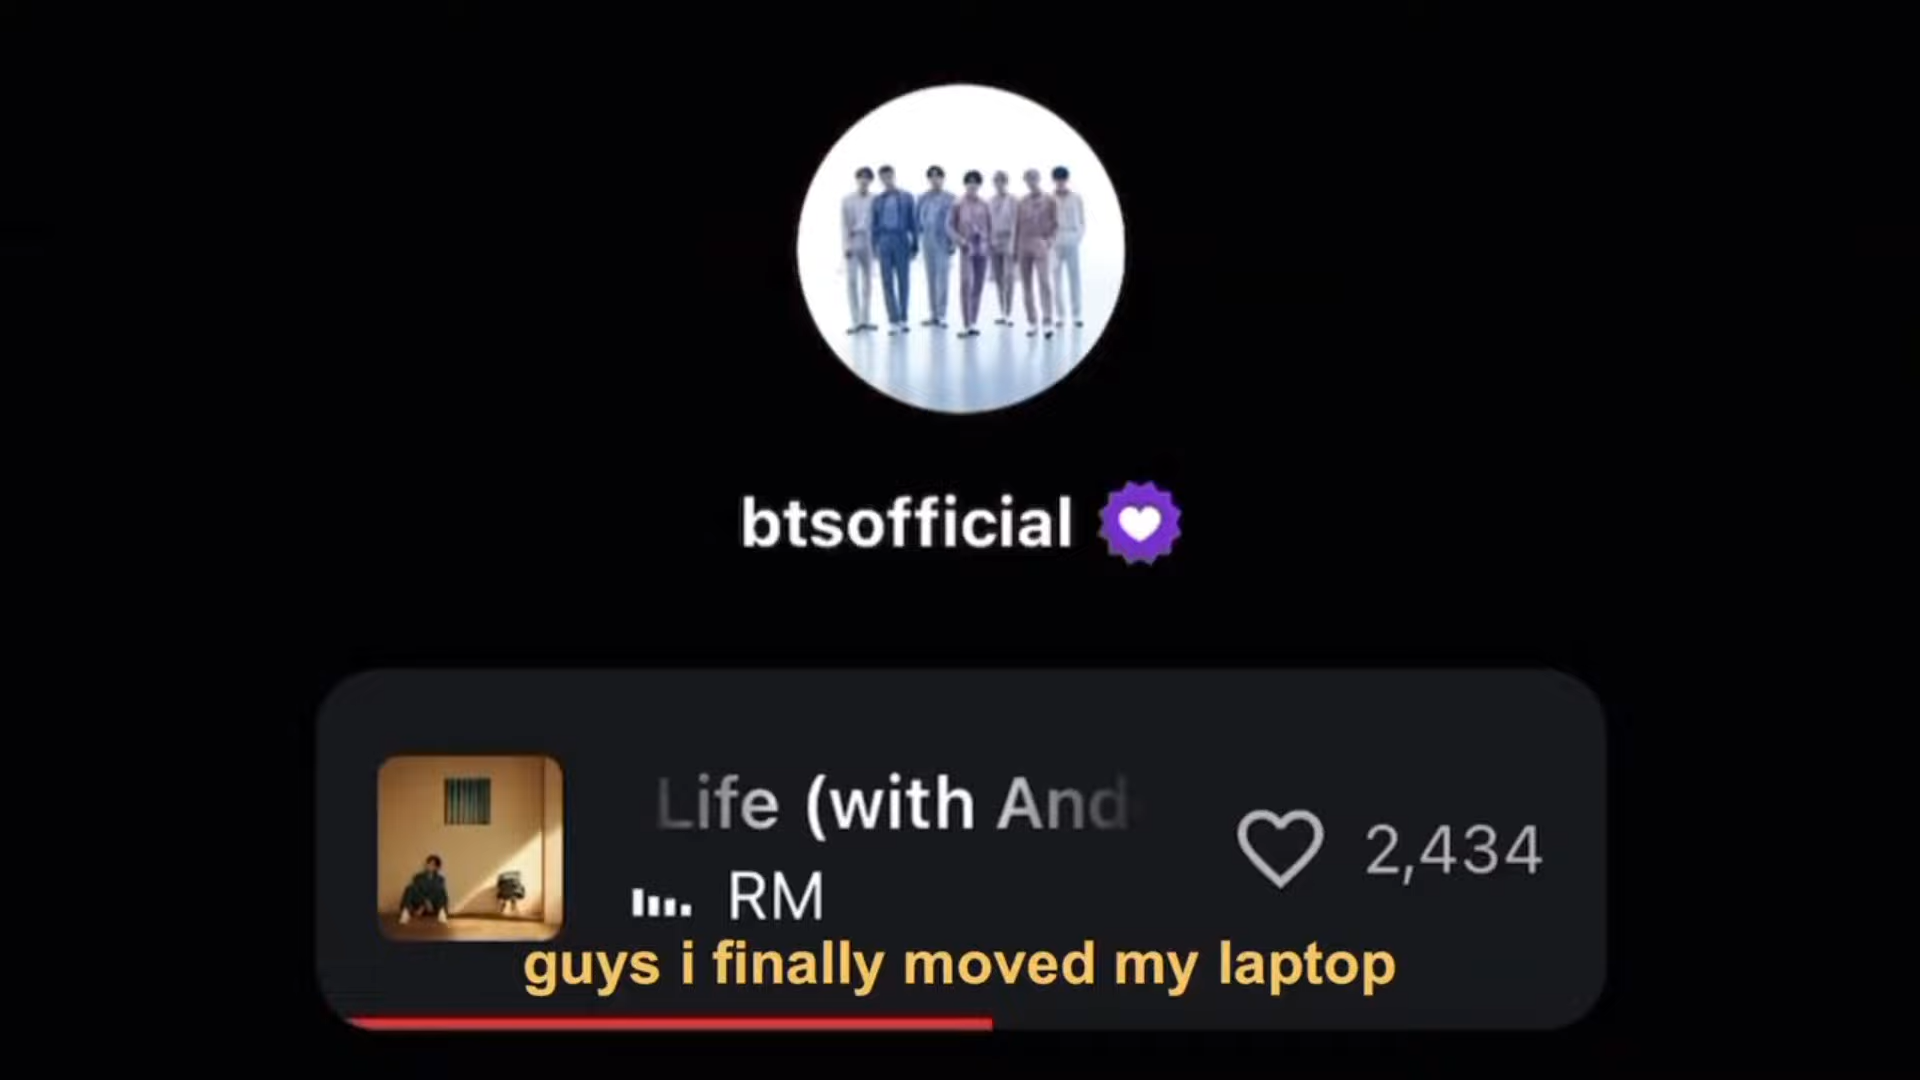 btsofficial
Life (with And
2,434
RM
guys i finally moved my laptop